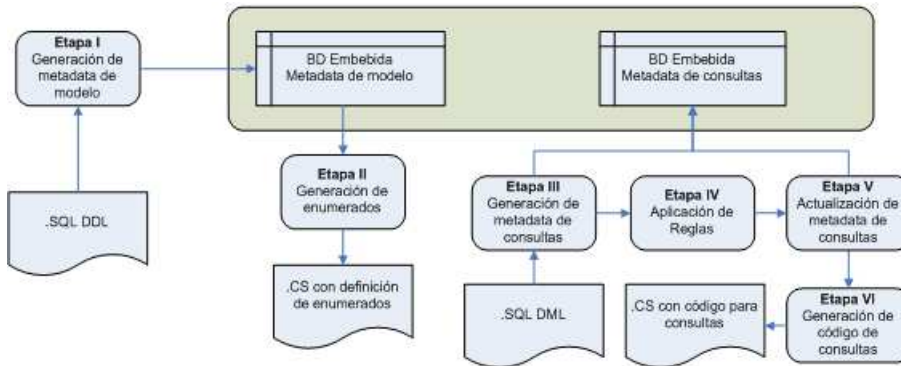 Etapa I
Generación de
metadata de
modelo
BD Embebida
Metadata de modelo
BD Embebida
Metadata de consultas
.SQL DDL
Etapa II
Generación de
enumerados
.CS con definición
de enumerados
Etapa III
Generación de
metadata de
consultas
Etapa IV
Aplicación de
Reglas
Etapa V
Actualización de
metadata de
consultas
.SQL DML
.CS con código para
consultas
Etapa VI
Generación de
código de
consultas